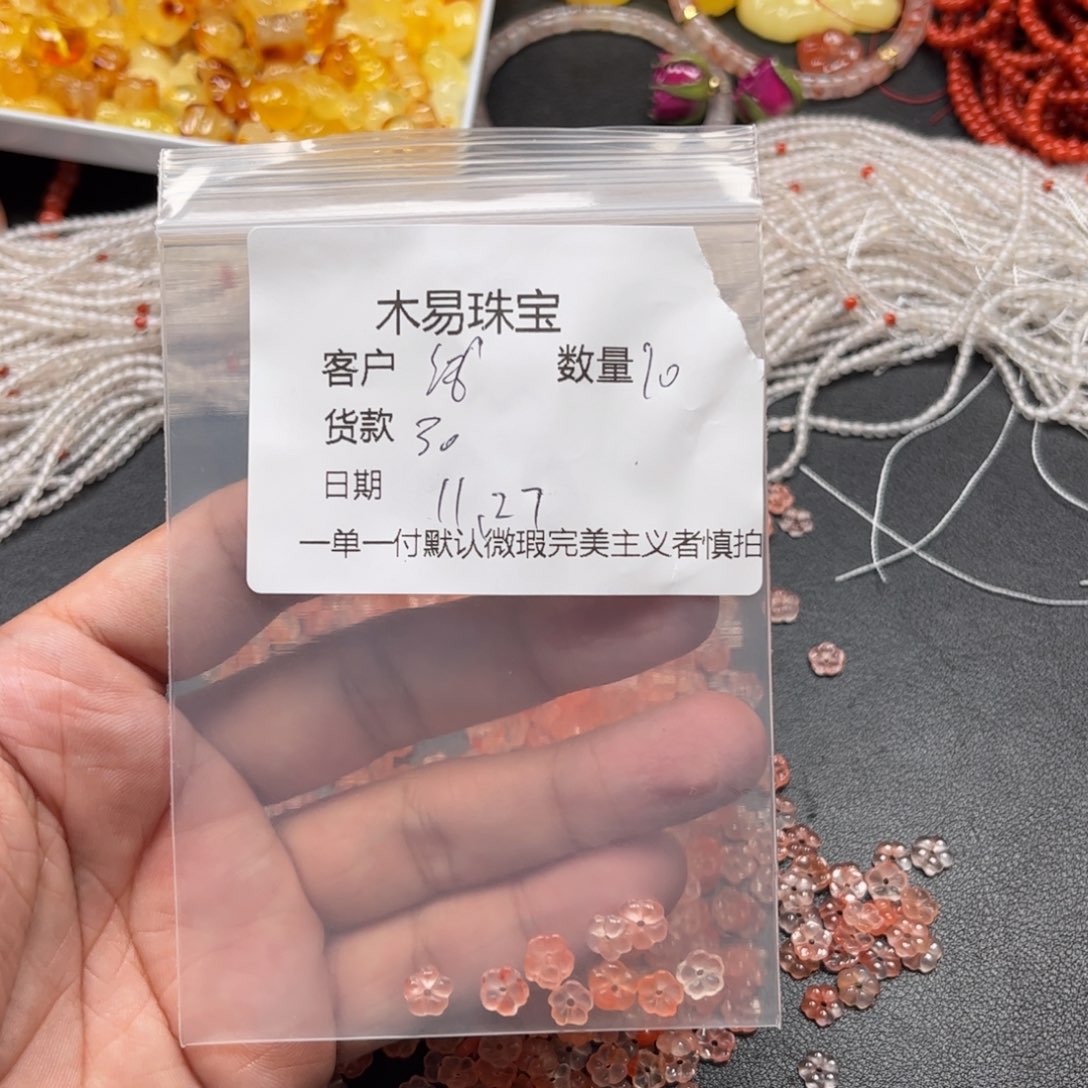 木易珠宝
客户 数量 10
货款 30
日期 11.27
一单一付默认微瑕完美主义者慎拍